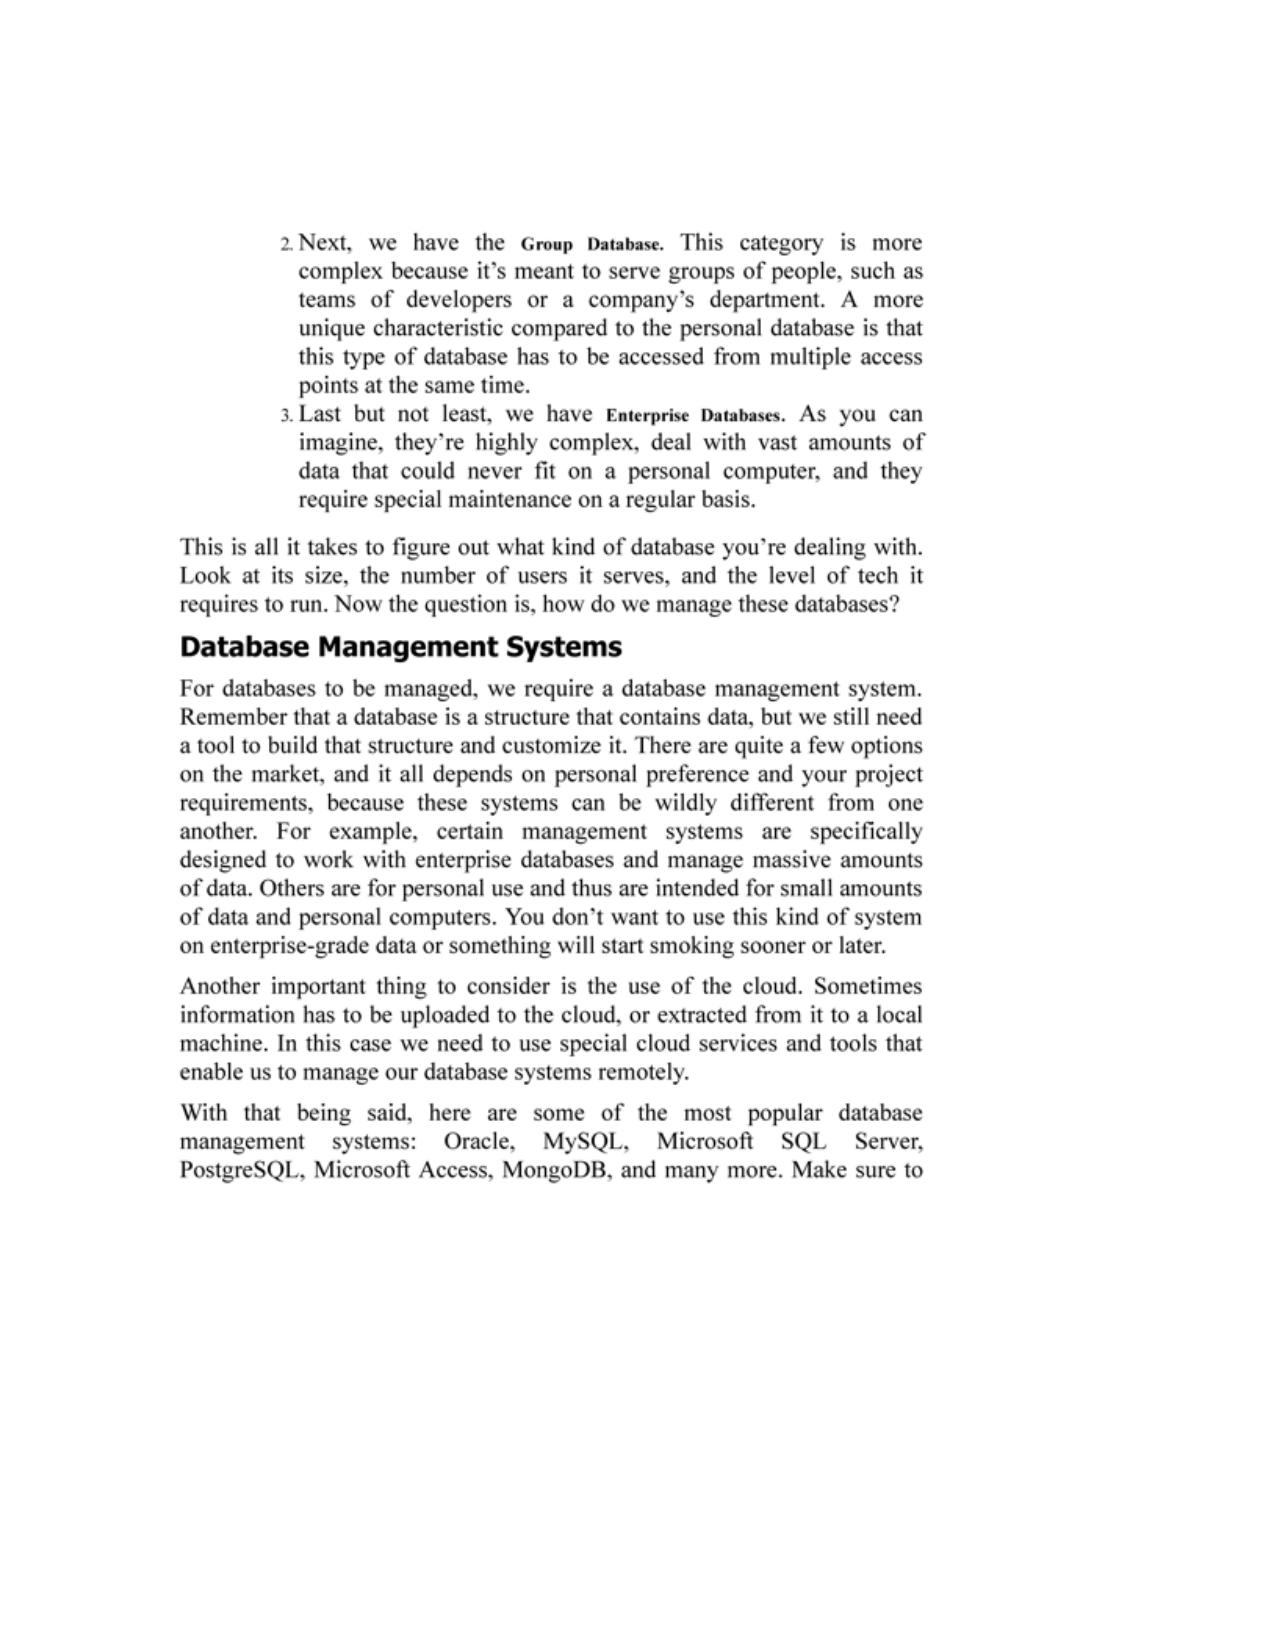 2. Next, we have the Group Database. This category is more
complex because it’s meant to serve groups of people, such as
teams of developers or a company’s department. A more
unique characteristic compared to the personal database is that
this type of database has to be accessed from multiple access
points at the same time.
3. Last but not least, we have Enterprise Databases. As you can
imagine, they’re highly complex, deal with vast amounts of
data that could never fit on a personal computer, and they
require special maintenance on a regular basis.
This is all it takes to figure out what kind of database you’re dealing with.
Look at its size, the number of users it serves, and the level of tech it
requires to run. Now the question is, how do we manage these databases?
Database Management Systems
For databases to be managed, we require a database management system.
Remember that a database is a structure that contains data, but we still need
a tool to build that structure and customize it. There are quite a few options
on the market, and it all depends on personal preference and your project
requirements, because these systems can be wildly different from one
another. For example, certain management systems are specifically
designed to work with enterprise databases and manage massive amounts
of data. Others are for personal use and thus are intended for small amounts
of data and personal computers. You don’t want to use this kind of system
on enterprise-grade data or something will start smoking sooner or later.
Another important thing to consider is the use of the cloud. Sometimes
information has to be uploaded to the cloud, or extracted from it to a local
machine. In this case we need to use special cloud services and tools that
enable us to manage our database systems remotely.
With that being said, here are some of the most popular database
management systems: Oracle, MySQL, Microsoft SQL Server,
PostgreSQL, Microsoft Access, MongoDB, and many more. Make sure to